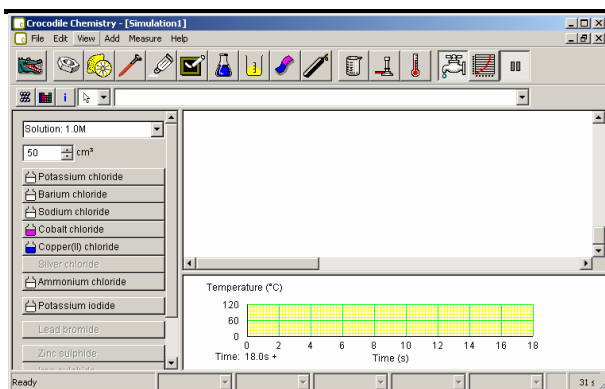 Crocodile Chemistry - [Simulation1]
File Edit View Add Measure Help
i
Solution: 1.0M
50 cm³
Potassium chloride
Barium chloride
Sodium chloride
Cobalt chloride
Copper(II) chloride
Silver chloride
Ammonium chloride
Potassium iodide
Lead bromide
Zinc sulphide
Iron sulphide
Temperature (°C)
120
60
0
0 2 4 6 8 10 12 14 16 18
Time: 18.0s +
Time (s)
Ready
31 s